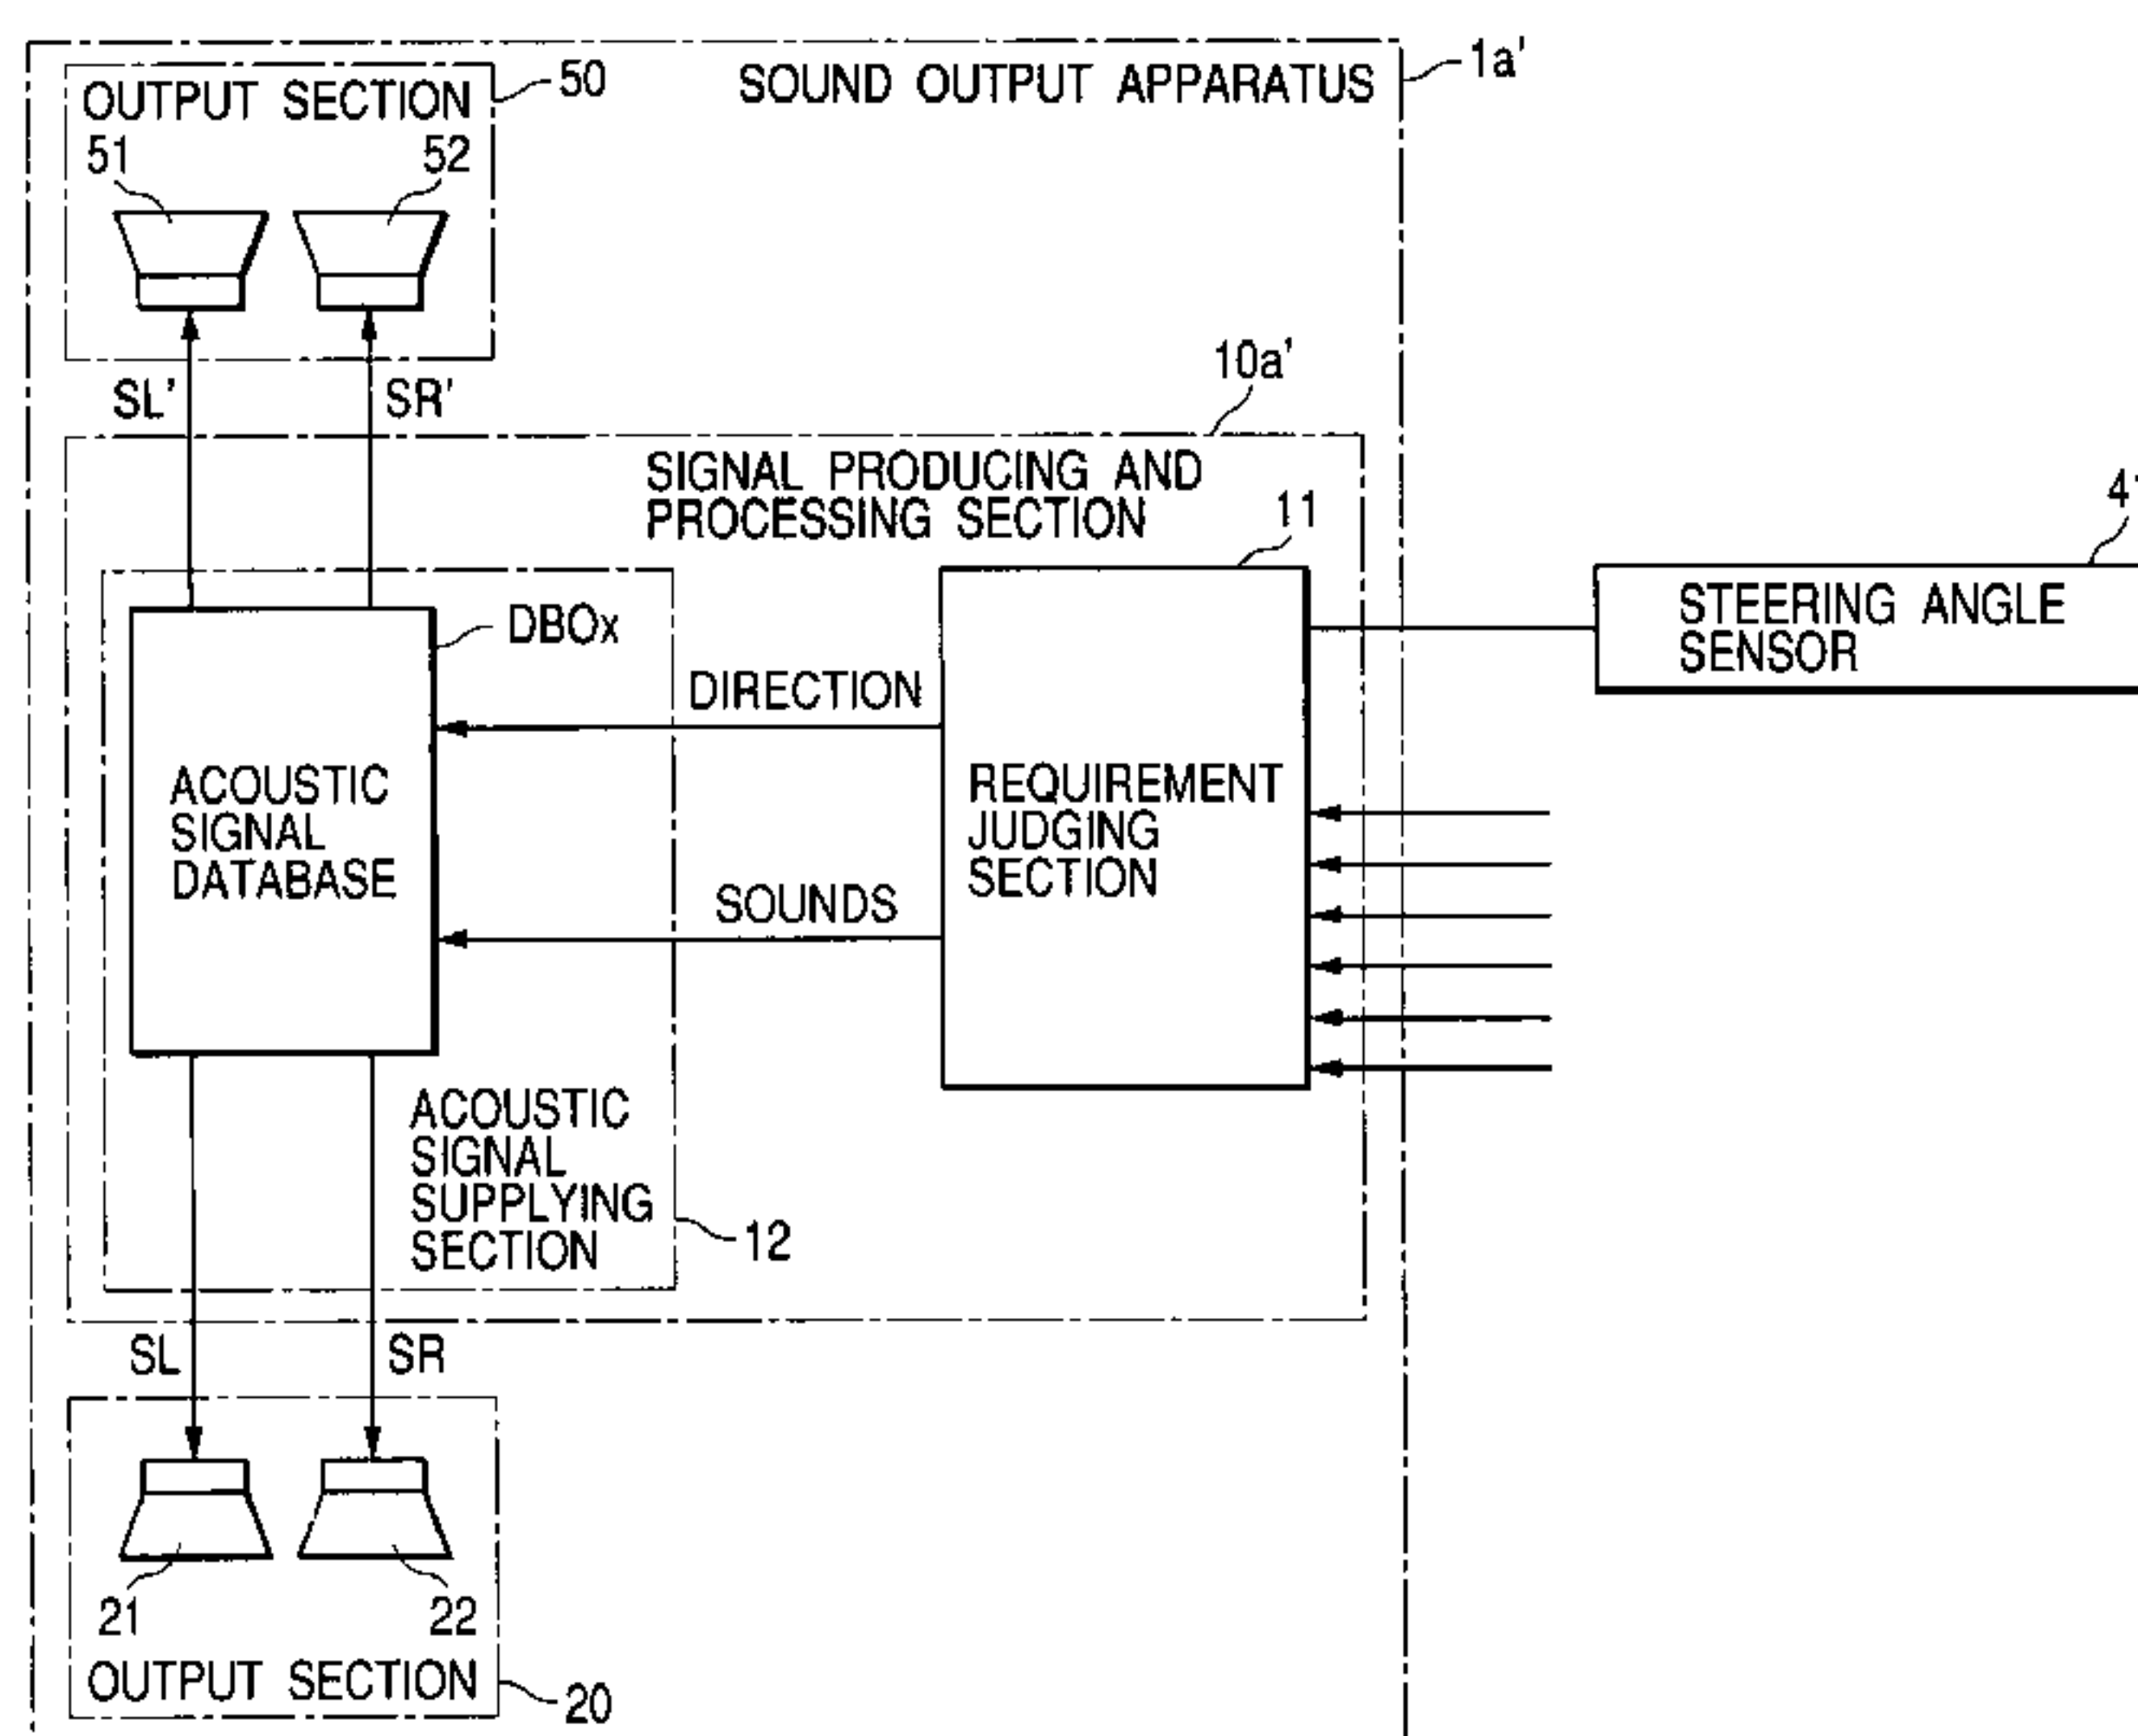 1a'
SOUND OUTPUT APPARATUS
50
OUTPUT SECTION
51
52
SL'
SR'
10a'
SIGNAL PRODUCING AND
PROCESSING SECTION
11
STEERING ANGLE
SENSOR
DBOx
DIRECTION
ACOUSTIC
SIGNAL
DATABASE
REQUIREMENT
JUDGING
SECTION
SOUNDS
ACOUSTIC
SIGNAL
SUPPLYING
SECTION
12
SL
SR
21
22
OUTPUT SECTION
20